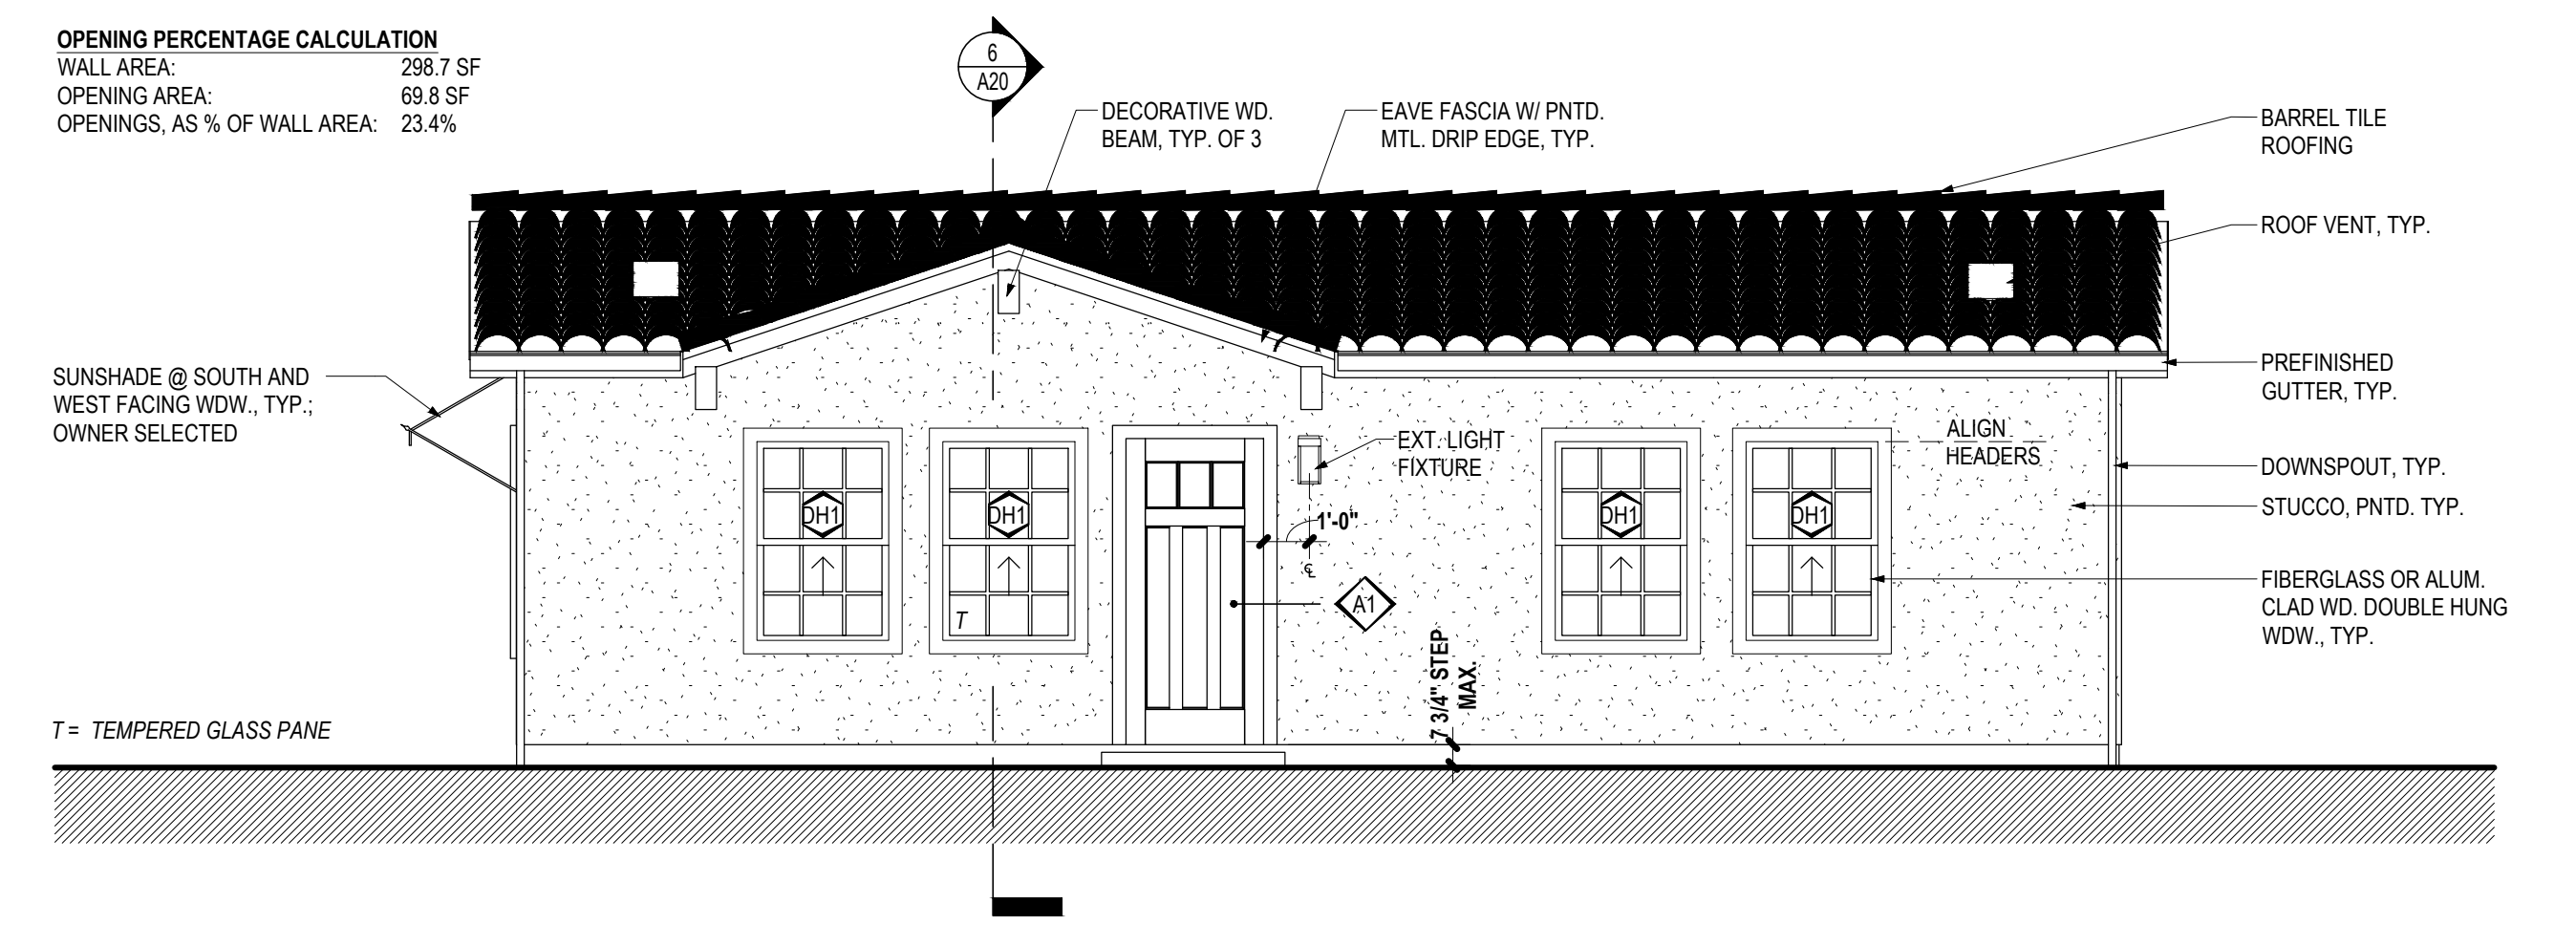 OPENING PERCENTAGE CALCULATION
WALL AREA: 298.7 SF
OPENING AREA: 69.8 SF
OPENINGS, AS % OF WALL AREA: 23.4%
6
A20
DECORATIVE WD.
BEAM, TYP. OF 3
EAVE FASCIA W/ PNTD.
MTL. DRIP EDGE, TYP.
BARREL TILE
ROOFING
ROOF VENT, TYP.
SUNSHADE @ SOUTH AND
WEST FACING WDW., TYP.;
OWNER SELECTED
PREFINISHED
GUTTER, TYP.
EXT. LIGHT
FIXTURE
ALIGN
HEADERS
DOWNSPOUT, TYP.
STUCCO, PNTD. TYP.
DH1
DH1
DH1
DH1
1'-0"
℄
A1
FIBERGLASS OR ALUM.
CLAD WD. DOUBLE HUNG
WDW., TYP.
T
7 3/4" STEP
MAX.
T = TEMPERED GLASS PANE